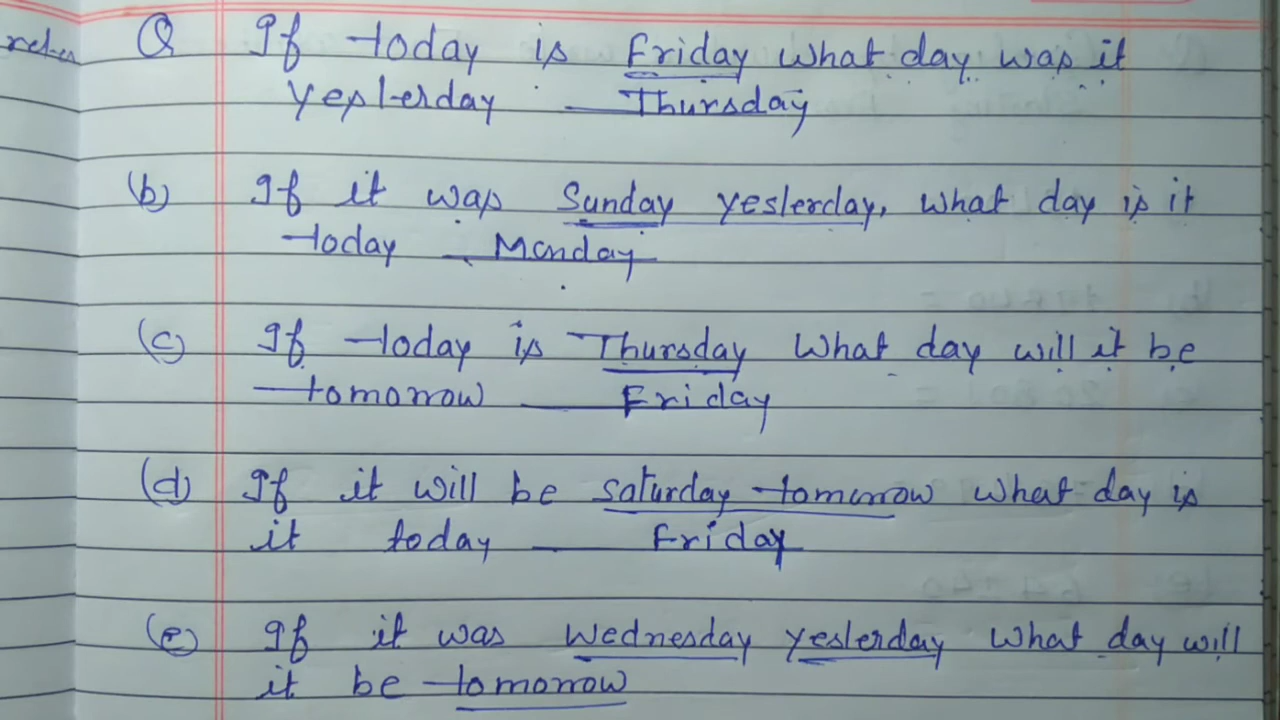 Q If today is Friday what day was it
yesterday Thursday
(b) If it was Sunday yesterday, what day is it
today Monday
(c) If today is Thursday What day will it be
tomorrow Friday
(d) If it will be saturday tomorrow what day is
it today Friday
(e) If it was wednesday yesterday what day will
it be tomorrow